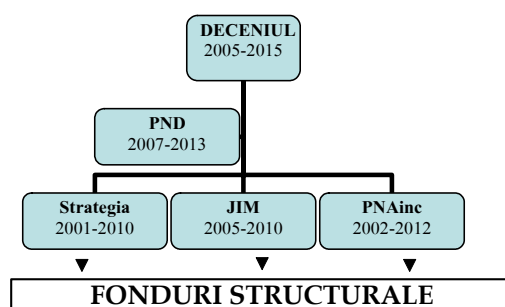 DECENIUL
2005-2015
PND
2007-2013
Strategia
2001-2010
JIM
2005-2010
PNAinc
2002-2012
FONDURI STRUCTURALE